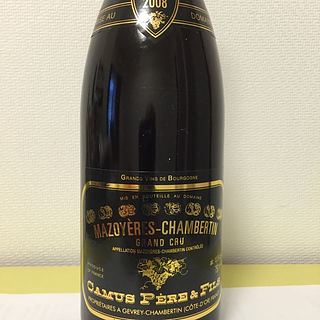 2008
GRANDS VINS DE BOURGOGNE
MIS EN BOUTEILLE AU DOMAINE
MAZOYÈRES-CHAMBERTIN
GRAND CRU
APPELLATION MAZOYÈRES-CHAMBERTIN CONTRÔLÉE
CAMUS PÈRE & FILS
PROPRIÉTAIRES A GEVREY-CHAMBERTIN (CÔTE-D'OR)